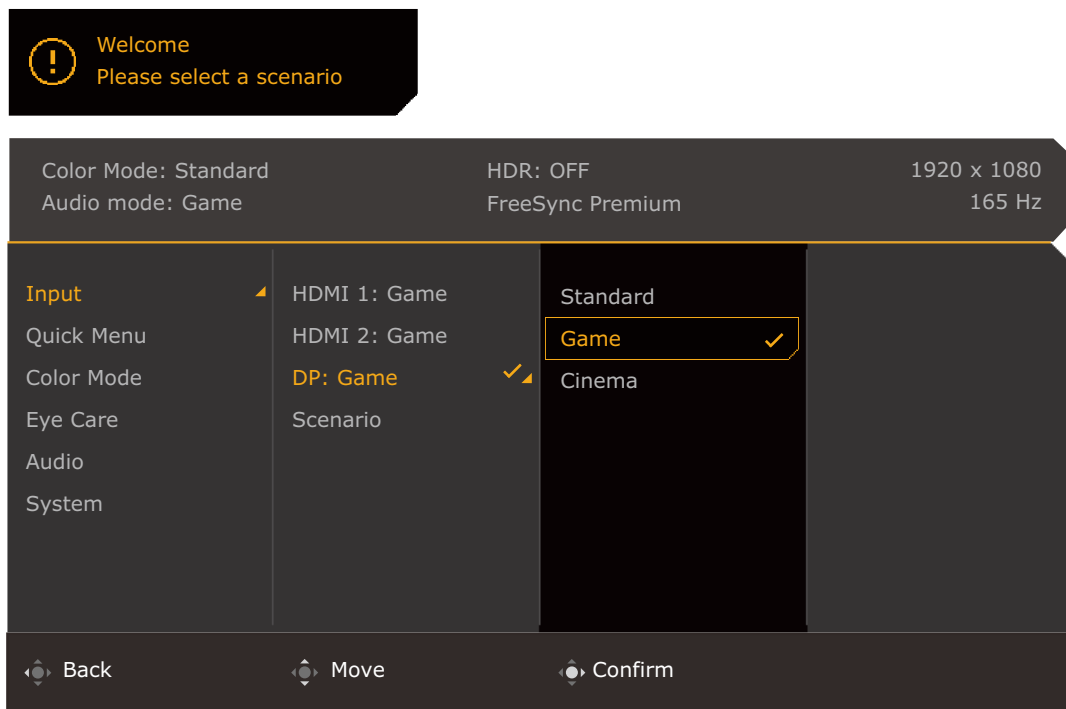 Welcome
Please select a scenario
Color Mode: Standard
Audio mode: Game
HDR: OFF
FreeSync Premium
1920 x 1080
165 Hz
Input
Quick Menu
Color Mode
Eye Care
Audio
System
HDMI 1: Game
HDMI 2: Game
DP: Game
Scenario
Standard
Game
Cinema
Back
Move
Confirm